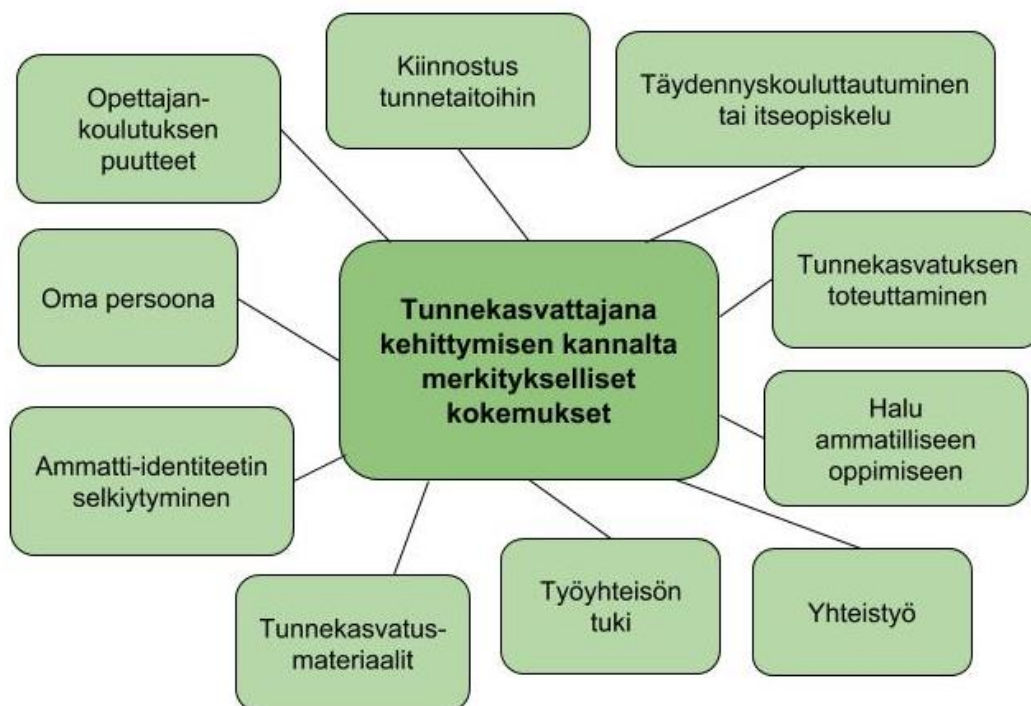 Opettajan-
koulutuksen
puutteet
Kiinnostus
tunnetaitoihin
Täydennyskouluttautuminen
tai itseopiskelu
Oma persoona
Tunnekasvattajana
kehittymisen kannalta
merkitykselliset
kokemukset
Tunnekasvatuksen
toteuttaminen
Halu
ammatilliseen
oppimiseen
Ammatti-identiteetin
selkiytyminen
Tunnekasvatus-
materiaalit
Työyhteisön
tuki
Yhteistyö